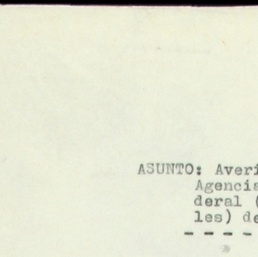 ASUNTO: Averi
Agencia
deral (
les) de
- - - -